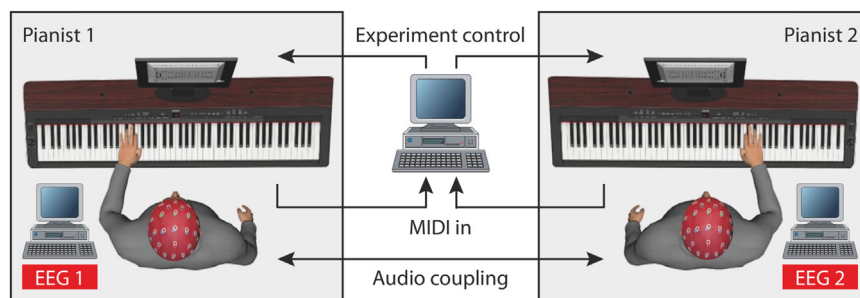 Pianist 1
Experiment control
Pianist 2
MIDI in
EEG 1
Audio coupling
EEG 2